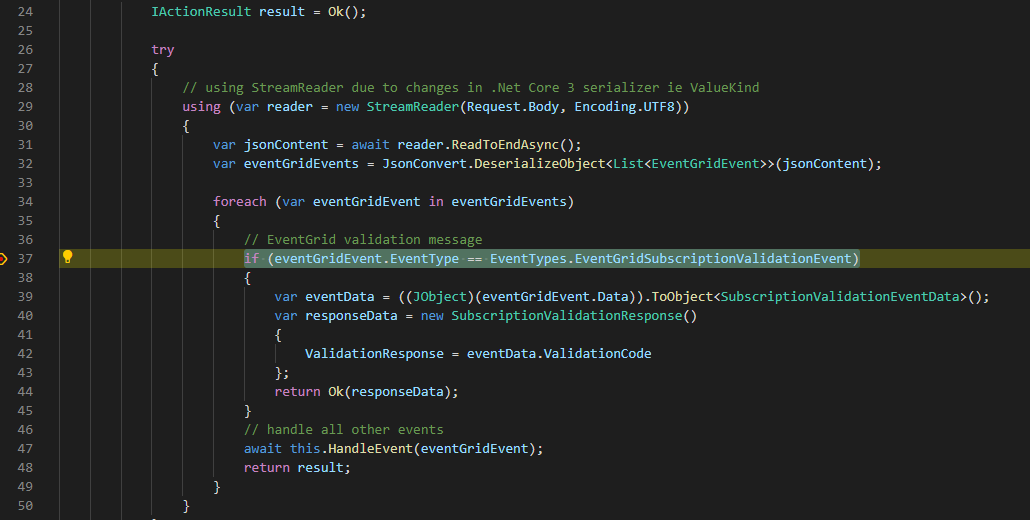 24 IActionResult result = Ok();
25
26 try
27 {
28 // using StreamReader due to changes in .Net Core 3 serializer ie ValueKind
29 using (var reader = new StreamReader(Request.Body, Encoding.UTF8))
30 {
31 var jsonContent = await reader.ReadToEndAsync();
32 var eventGridEvents = JsonConvert.DeserializeObject<List<EventGridEvent>>(jsonContent);
33
34 foreach (var eventGridEvent in eventGridEvents)
35 {
36 // EventGrid validation message
37 if (eventGridEvent.EventType == EventTypes.EventGridSubscriptionValidationEvent)
38 {
39 var eventData = ((JObject)(eventGridEvent.Data)).ToObject<SubscriptionValidationEventData>();
40 var responseData = new SubscriptionValidationResponse()
41 {
42 ValidationResponse = eventData.ValidationCode
43 };
44 return Ok(responseData);
45 }
46 // handle all other events
47 await this.HandleEvent(eventGridEvent);
48 return result;
49 }
50 }